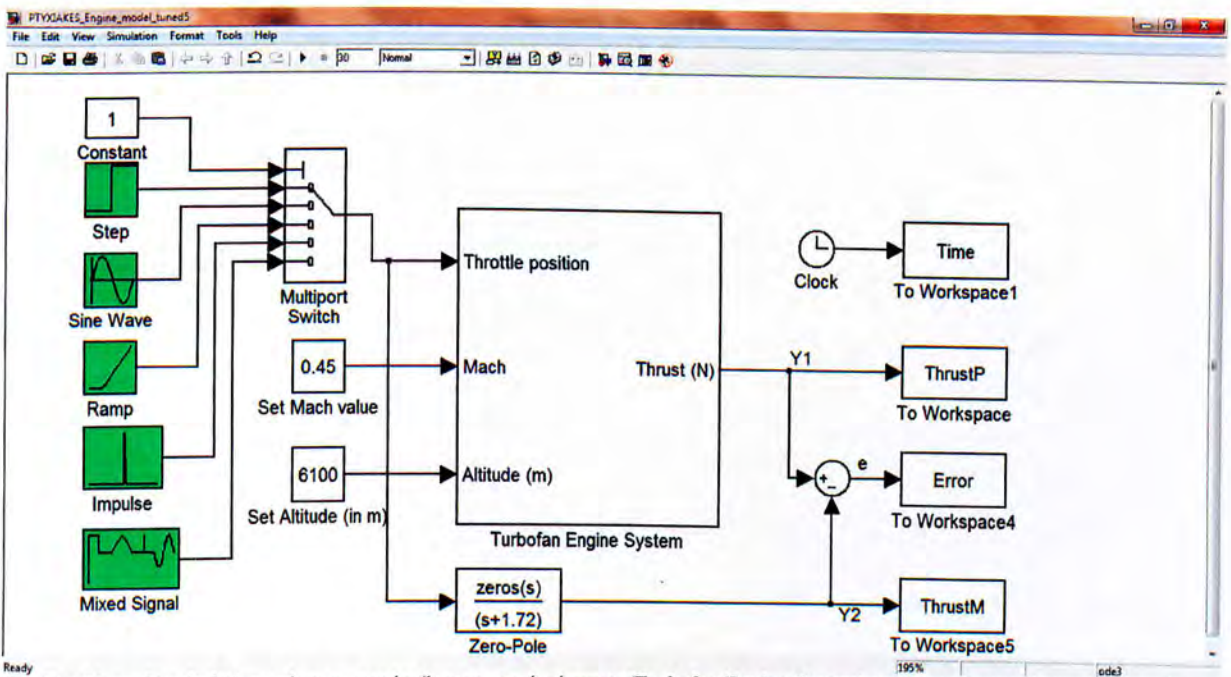 PTYXIAKES_Engine_model_tuned5
File Edit View Simulation Format Tools Help
30 Normal
1
Constant
Step
Sine Wave
Ramp
Impulse
Mixed Signal
Multiport
Switch
0.45
Set Mach value
6100
Set Altitude (in m)
Throttle position
Mach
Altitude (m)
Thrust (N)
Turbofan Engine System
zeros(s)
(s+1.72)
Zero-Pole
Clock
Time
To Workspace1
Y1
ThrustP
To Workspace
+
-
e
Error
To Workspace4
Y2
ThrustM
To Workspace5
Ready
195%
ode3